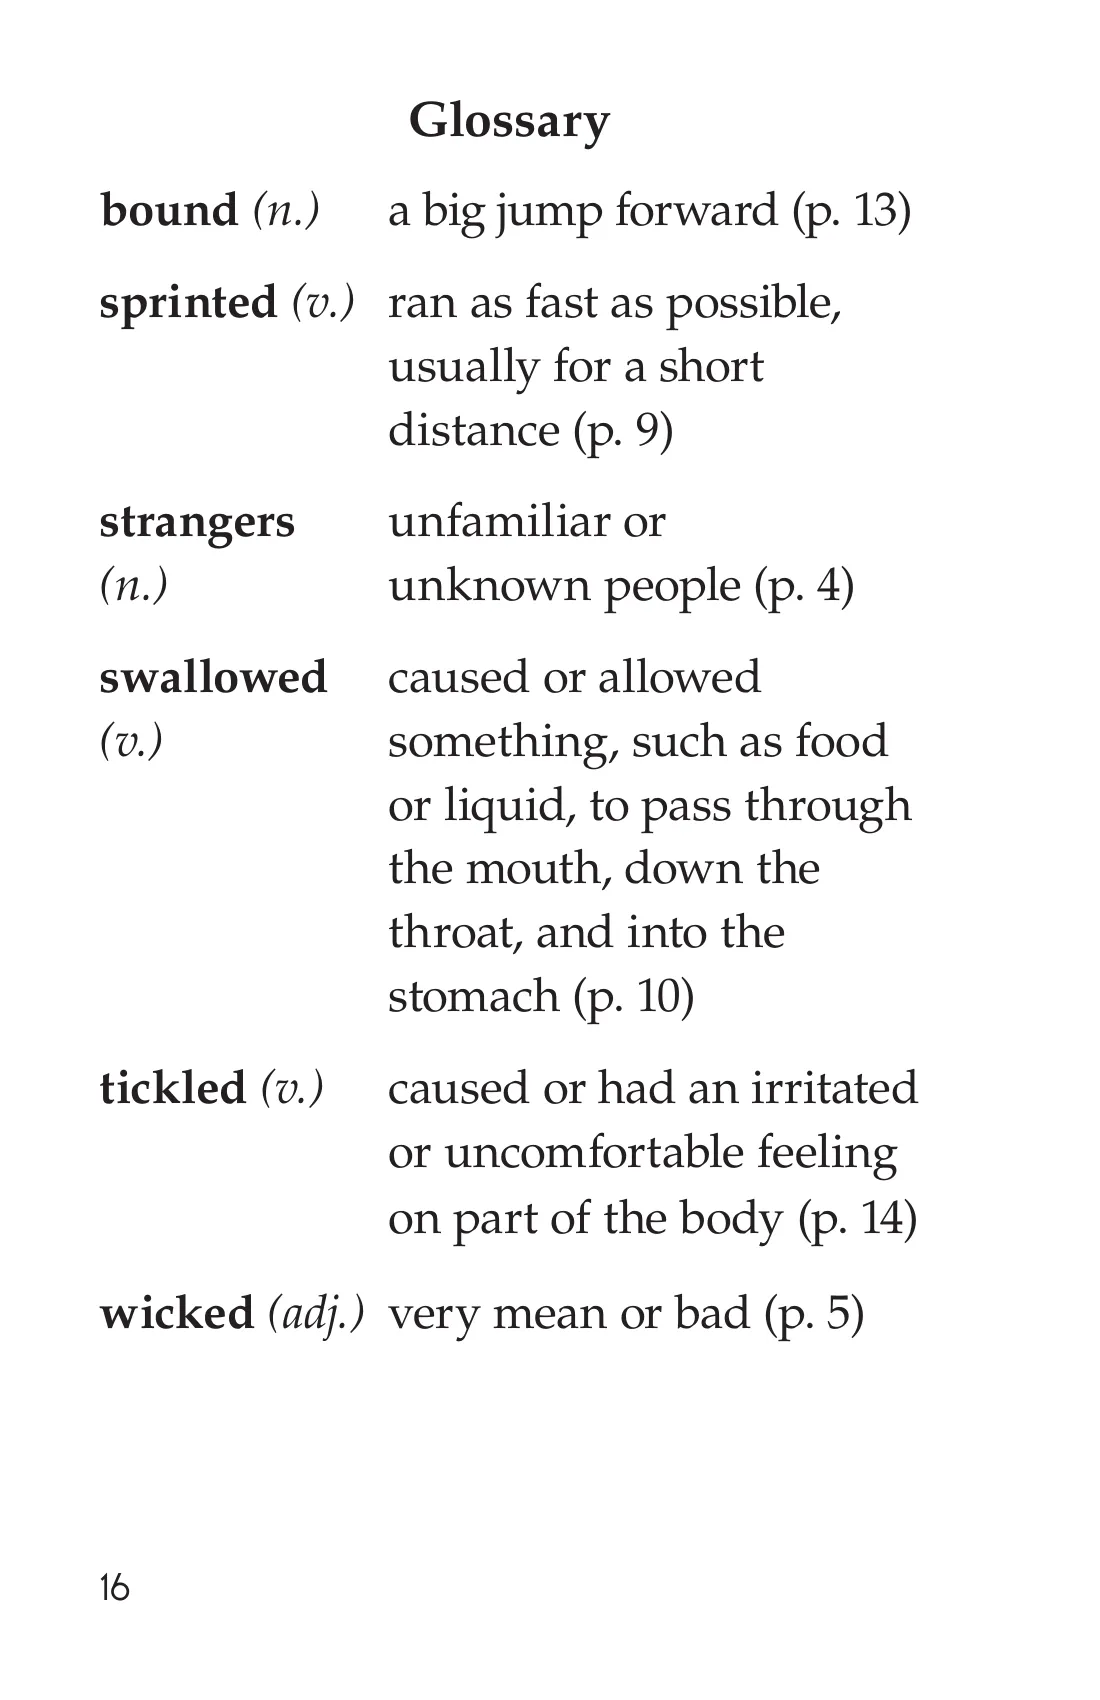 Glossary
bound (n.) a big jump forward (p. 13)
sprinted (v.) ran as fast as possible,
usually for a short
distance (p. 9)
strangers unfamiliar or
(n.) unknown people (p. 4)
swallowed caused or allowed
(v.) something, such as food
or liquid, to pass through
the mouth, down the
throat, and into the
stomach (p. 10)
tickled (v.) caused or had an irritated
or uncomfortable feeling
on part of the body (p. 14)
wicked (adj.) very mean or bad (p. 5)
16